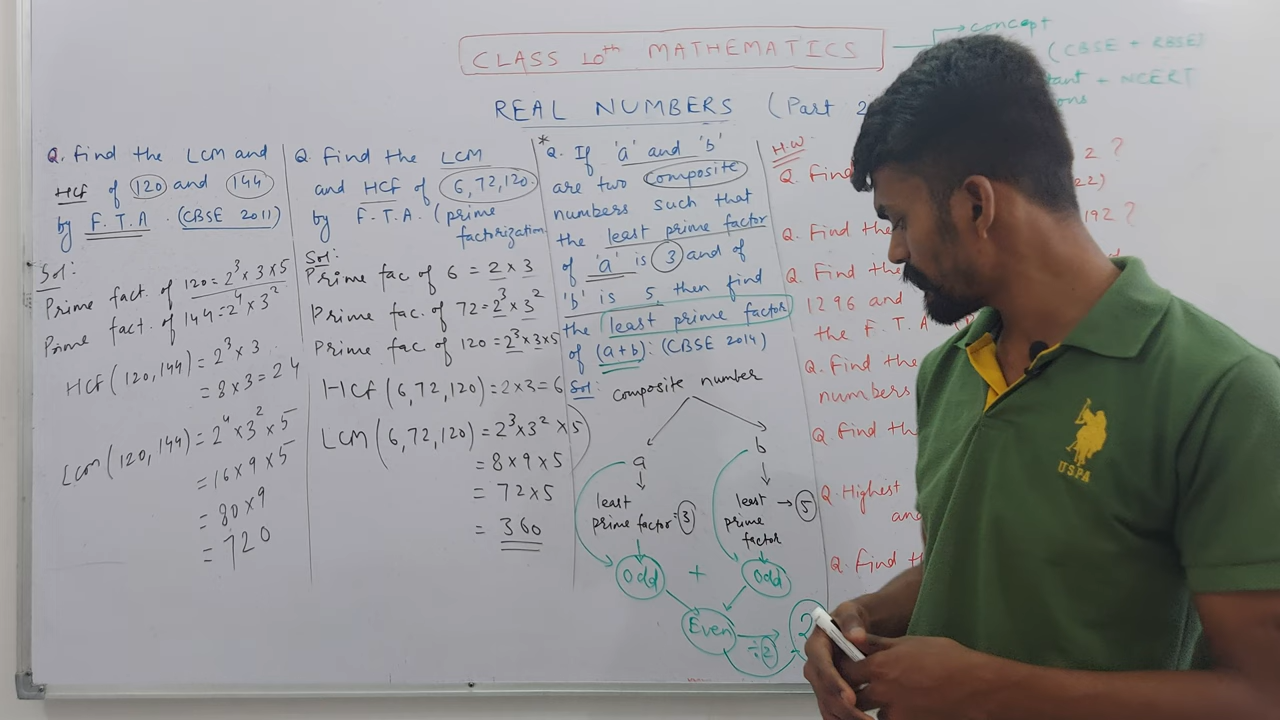 CLASS 10th MATHEMATICS
concept
(CBSE + RBSE)
+ NCERT
REAL NUMBERS (Part 2
Q. Find the LCM and
HCF of 120 and 144
by F.T.A. (CBSE 2011)
Sol:
Prime fact. of 120 = 2³ × 3 × 5
Prime fact. of 144 = 2⁴ × 3²
HCF (120, 144) = 2³ × 3
= 8 × 3 = 24
LCM (120, 144) = 2⁴ × 3² × 5
= 16 × 9 × 5
= 80 × 9
= 720
Q. Find the LCM
and HCF of 6, 72, 120.
by F.T.A. (prime
factorization
Sol:
Prime fac of 6 = 2 × 3
Prime fac. of 72 = 2³ × 3²
Prime fac of 120 = 2³ × 3 × 5
HCF (6, 72, 120) = 2 × 3 = 6
LCM (6, 72, 120) = 2³ × 3² × 5
= 8 × 9 × 5
= 72 × 5
= 360
* Q. If 'a' and 'b'
are two composite
numbers such that
the least prime factor
of 'a' is 3 and of
'b' is 5, then find
the least prime factor
of (a+b): (CBSE 2014)
Sol: composite number
a b
least
prime factor = 3
least → 5
prime
factor
Odd + Odd
Even ÷ 2 2
H.W:
Q. Find 2 ?
22)
Q. Find the 192 ?
Q. Find the
1296 and
the F.T.A
Q. Find the
numbers
Q. Find th
Q. Highest
and
Q. Find th
USPA